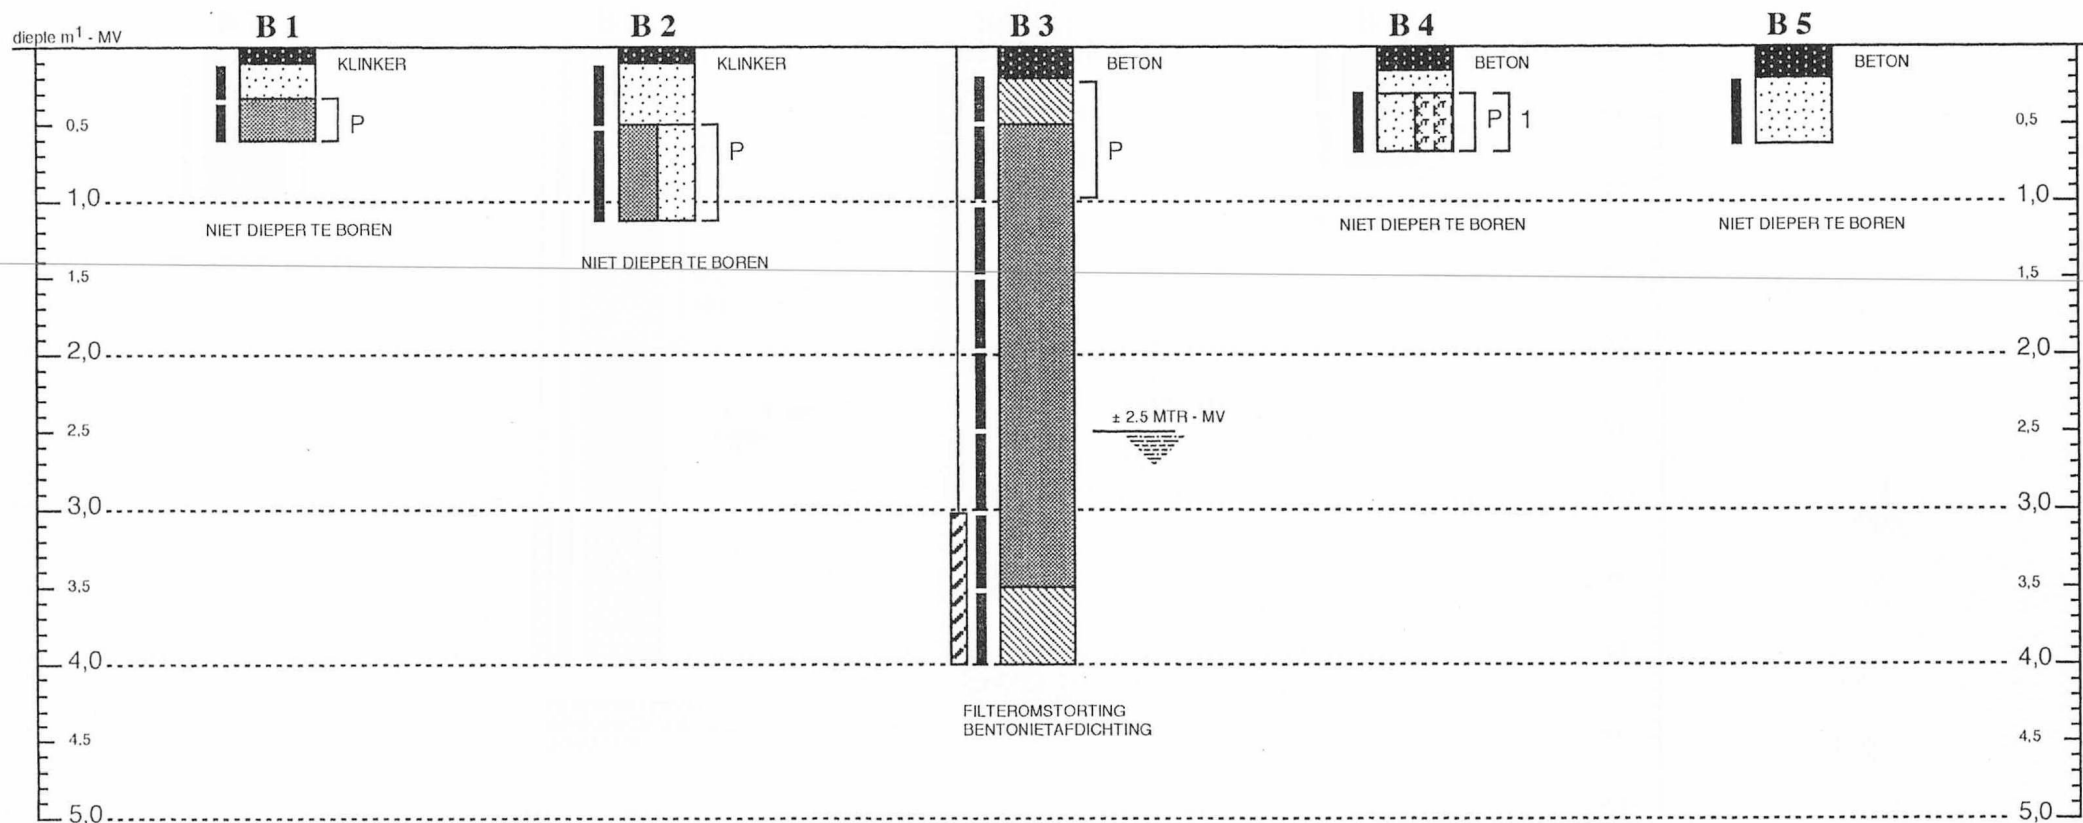 B 1 B 2 B 3 B 4 B 5
diepte m1 - MV
KLINKER KLINKER BETON BETON BETON
0,5 P P P P 1 0,5
1,0 1,0
NIET DIEPER TE BOREN NIET DIEPER TE BOREN NIET DIEPER TE BOREN
NIET DIEPER TE BOREN
1,5 1,5
2,0 2,0
± 2.5 MTR - MV
2,5 2,5
3,0 3,0
3,5 3,5
4,0 4,0
FILTEROMSTORTING
BENTONIETAFDICHTING
4,5 4,5
5,0 5,0